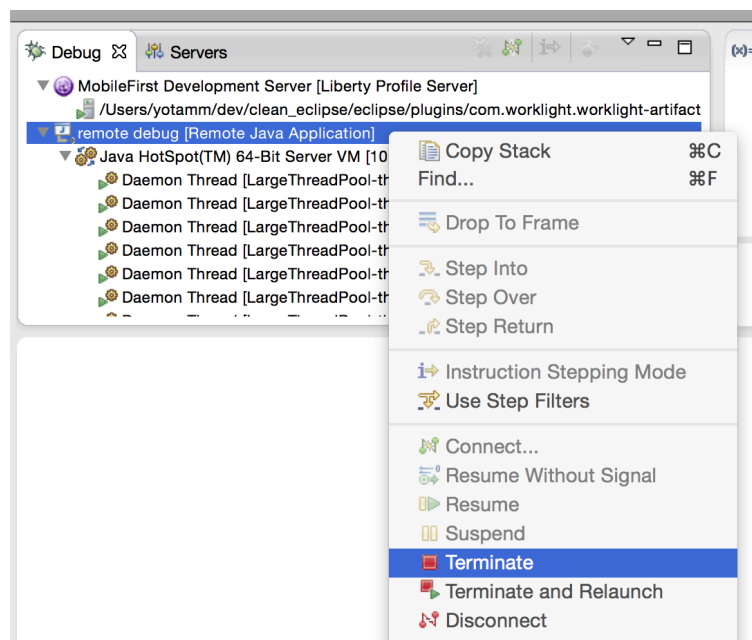 Debug Servers
(x)=
MobileFirst Development Server [Liberty Profile Server]
/Users/yotamm/dev/clean_eclipse/eclipse/plugins/com.worklight.worklight-artifact
remote debug [Remote Java Application]
Java HotSpot(TM) 64-Bit Server VM [10
Daemon Thread [LargeThreadPool-th
Daemon Thread [LargeThreadPool-th
Daemon Thread [LargeThreadPool-th
Daemon Thread [LargeThreadPool-th
Daemon Thread [LargeThreadPool-th
Daemon Thread [LargeThreadPool-th
Copy Stack ⌘C
Find... ⌘F
Drop To Frame
Step Into
Step Over
Step Return
Instruction Stepping Mode
Use Step Filters
Connect...
Resume Without Signal
Resume
Suspend
Terminate
Terminate and Relaunch
Disconnect